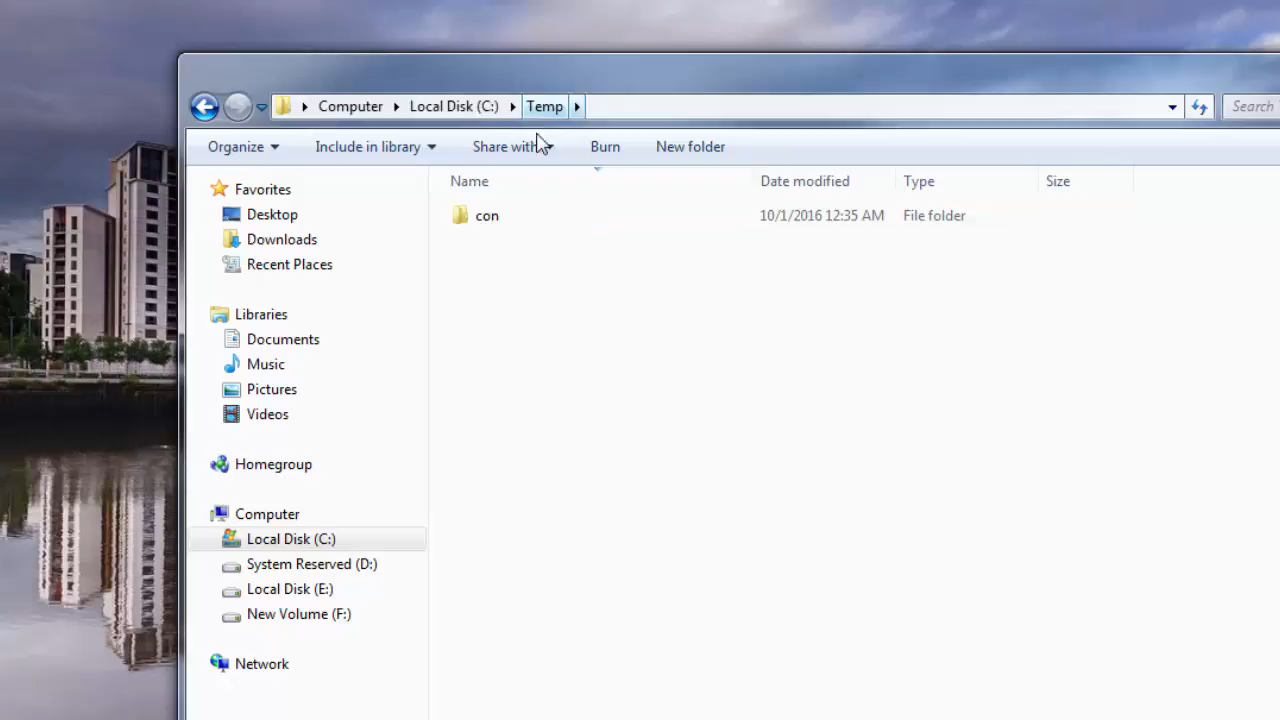 Computer Local Disk (C:) Temp Search
Organize Include in library Share with Burn New folder
Name Date modified Type Size
con 10/1/2016 12:35 AM File folder
Favorites
Desktop
Downloads
Recent Places
Libraries
Documents
Music
Pictures
Videos
Homegroup
Computer
Local Disk (C:)
System Reserved (D:)
Local Disk (E:)
New Volume (F:)
Network